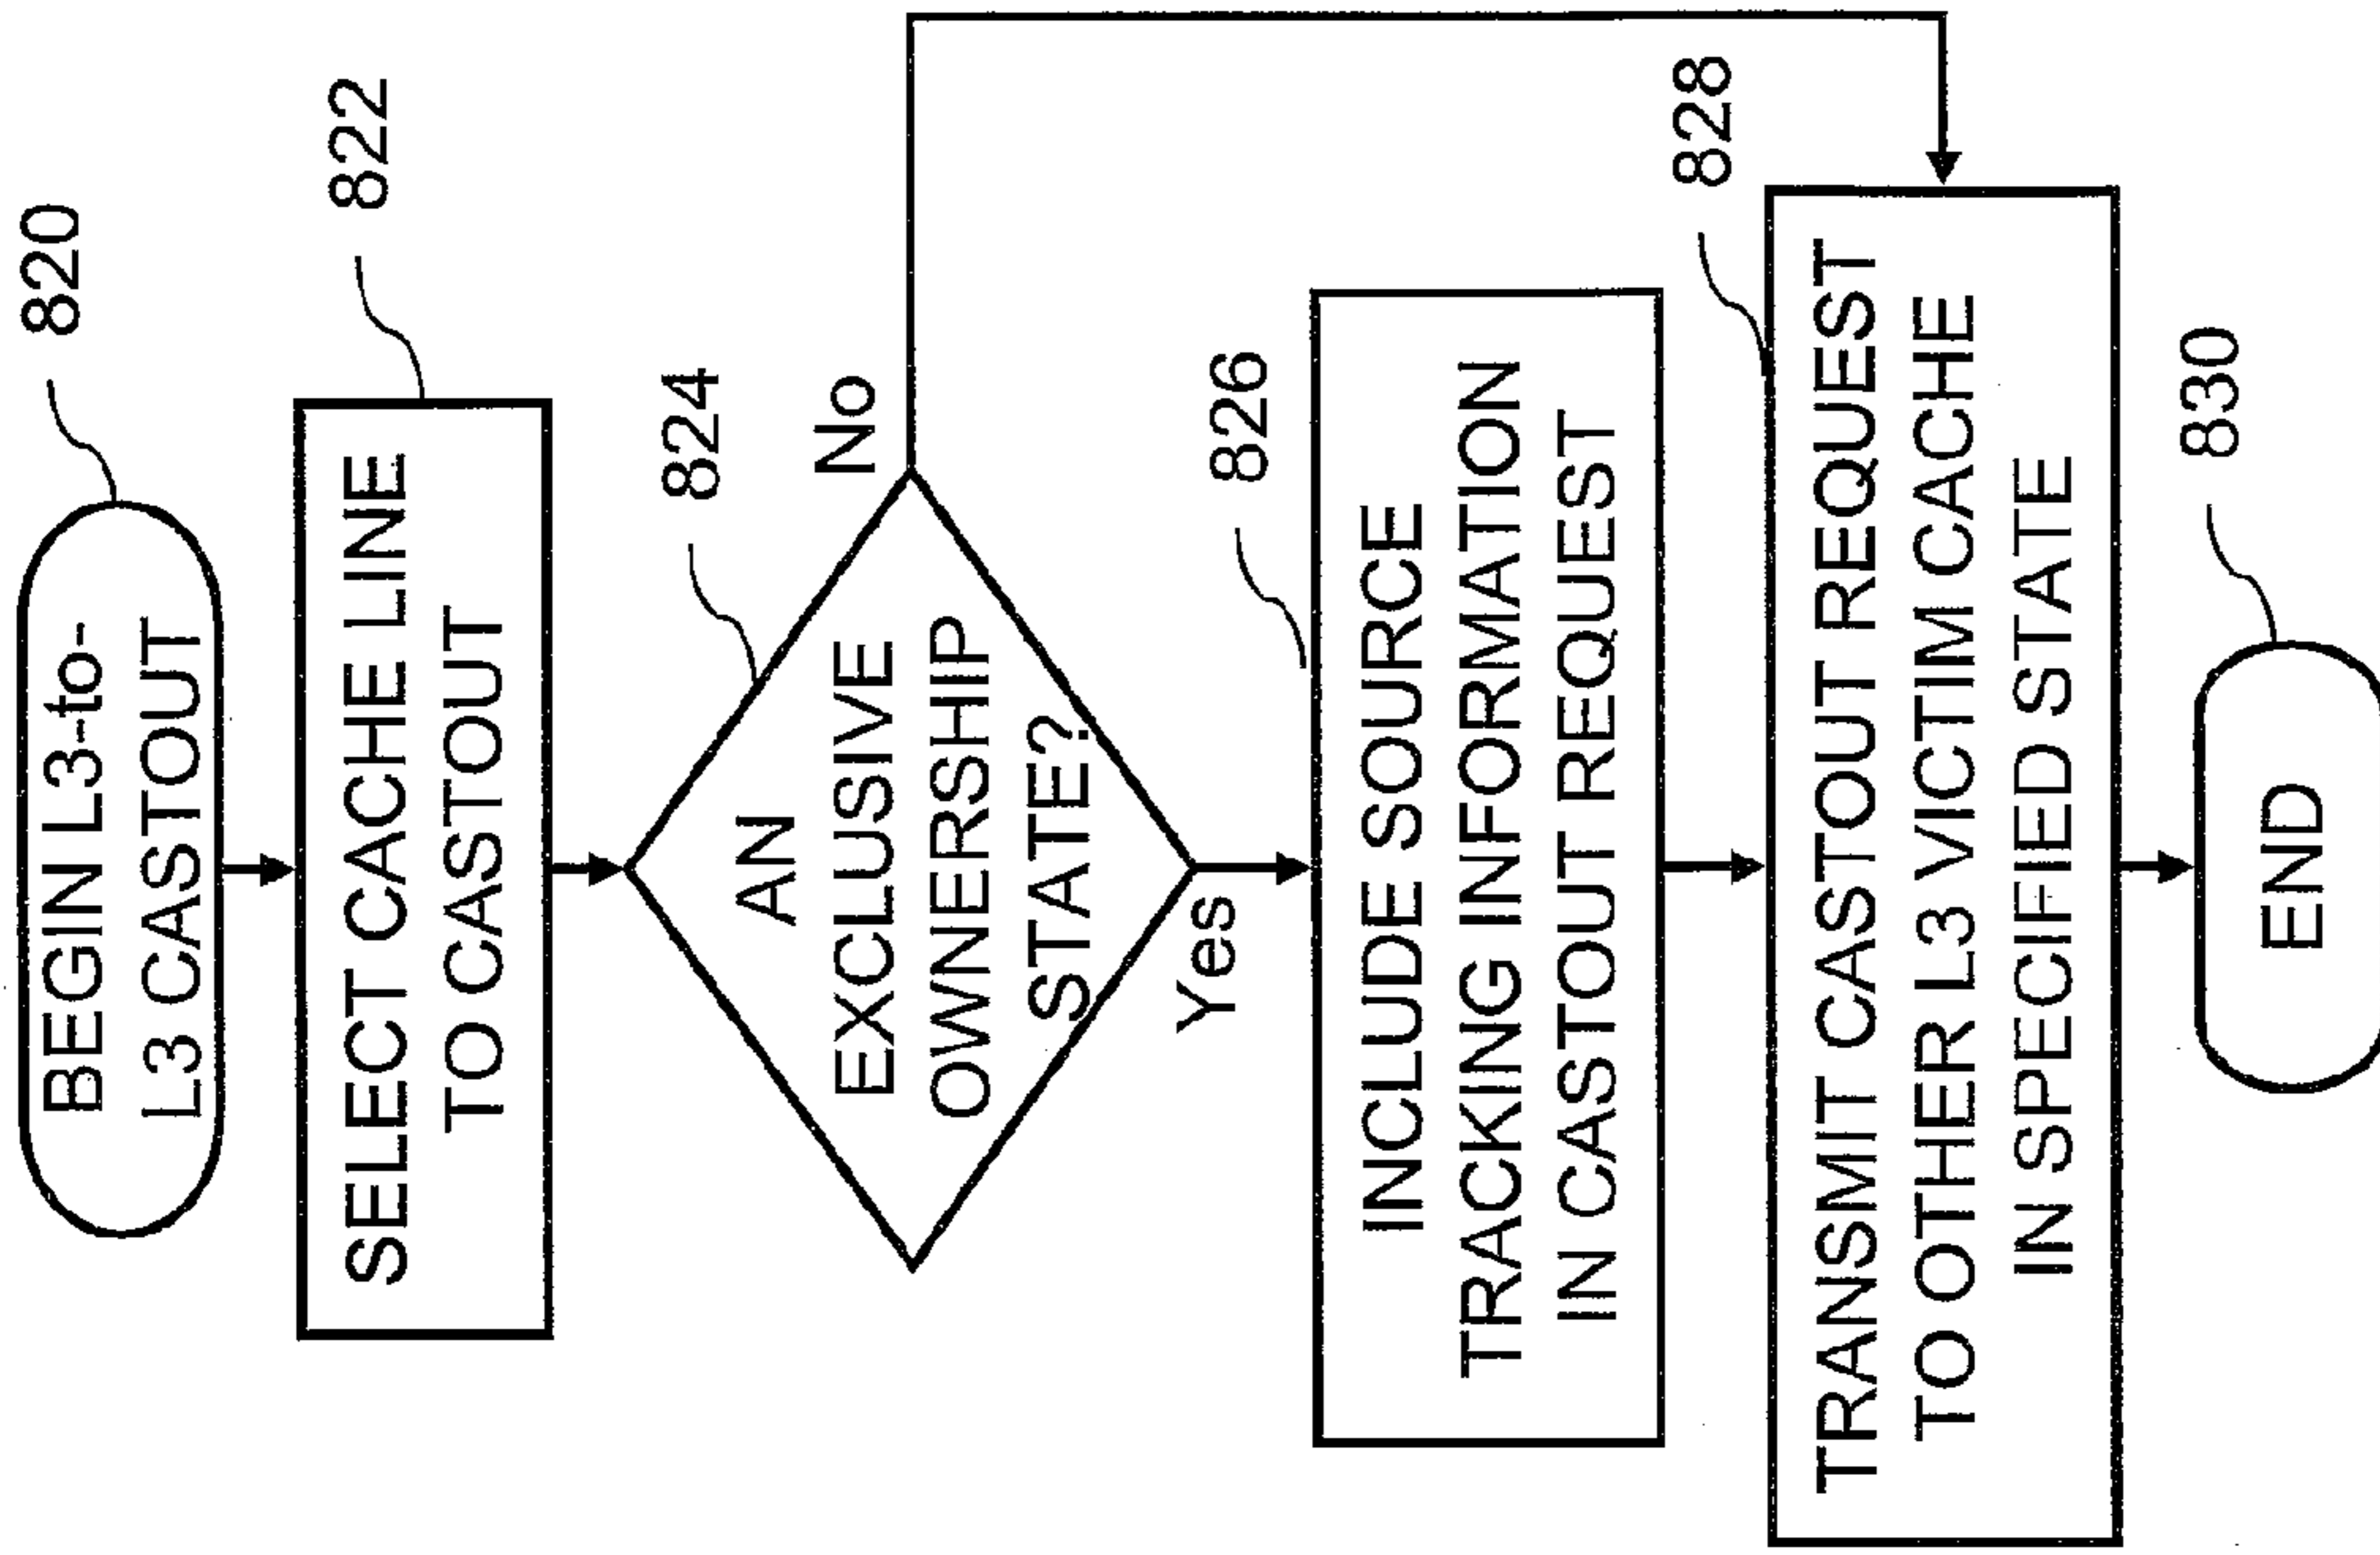 BEGIN L3-to-
L3 CASTOUT
820
SELECT CACHE LINE
TO CASTOUT
822
AN
EXCLUSIVE
OWNERSHIP
STATE?
824
No
Yes
INCLUDE SOURCE
TRACKING INFORMATION
IN CASTOUT REQUEST
826
TRANSMIT CASTOUT REQUEST
TO OTHER L3 VICTIM CACHE
IN SPECIFIED STATE
828
END
830